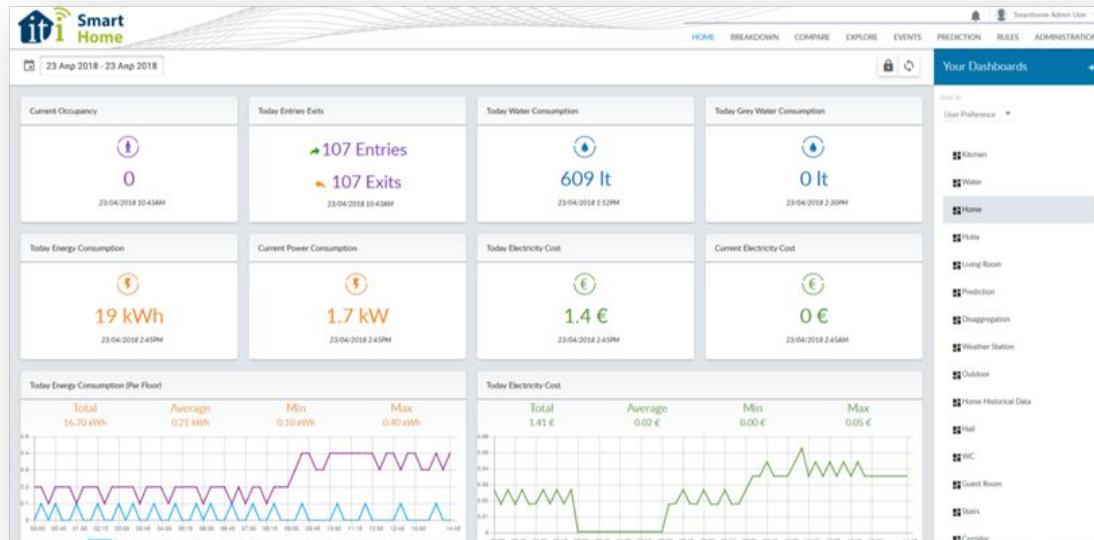 iti Smart Home
Smarthome Admin User
HOME BREAKDOWN COMPARE EXPLORE EVENTS PREDICTION RULES ADMINISTRATION
23 Απρ 2018 - 23 Απρ 2018
Your Dashboards
User Preference
Kitchen
Water
Home
Hubs
Living Room
Prediction
Disaggregation
Weather Station
Outdoor
Home Historical Data
Hall
WC
Guest Room
Stairs
Corridor
Current Occupancy
0
23/04/2018 10:43AM
Today Entries-Exits
107 Entries
107 Exits
23/04/2018 10:43AM
Today Water Consumption
609 lt
23/04/2018 1:52PM
Today Grey Water Consumption
0 lt
23/04/2018 2:30PM
Today Energy Consumption
19 kWh
23/04/2018 2:45PM
Current Power Consumption
1.7 kW
23/04/2018 2:45PM
Today Electricity Cost
1.4 €
23/04/2018 2:45PM
Current Electricity Cost
0 €
23/04/2018 2:45AM
Today Energy Consumption (Per Floor)
Total Average Min Max
16.70 kWh 0.21 kWh 0.10 kWh 0.40 kWh
Today Electricity Cost
Total Average Min Max
1.41 € 0.02 € 0.00 € 0.05 €